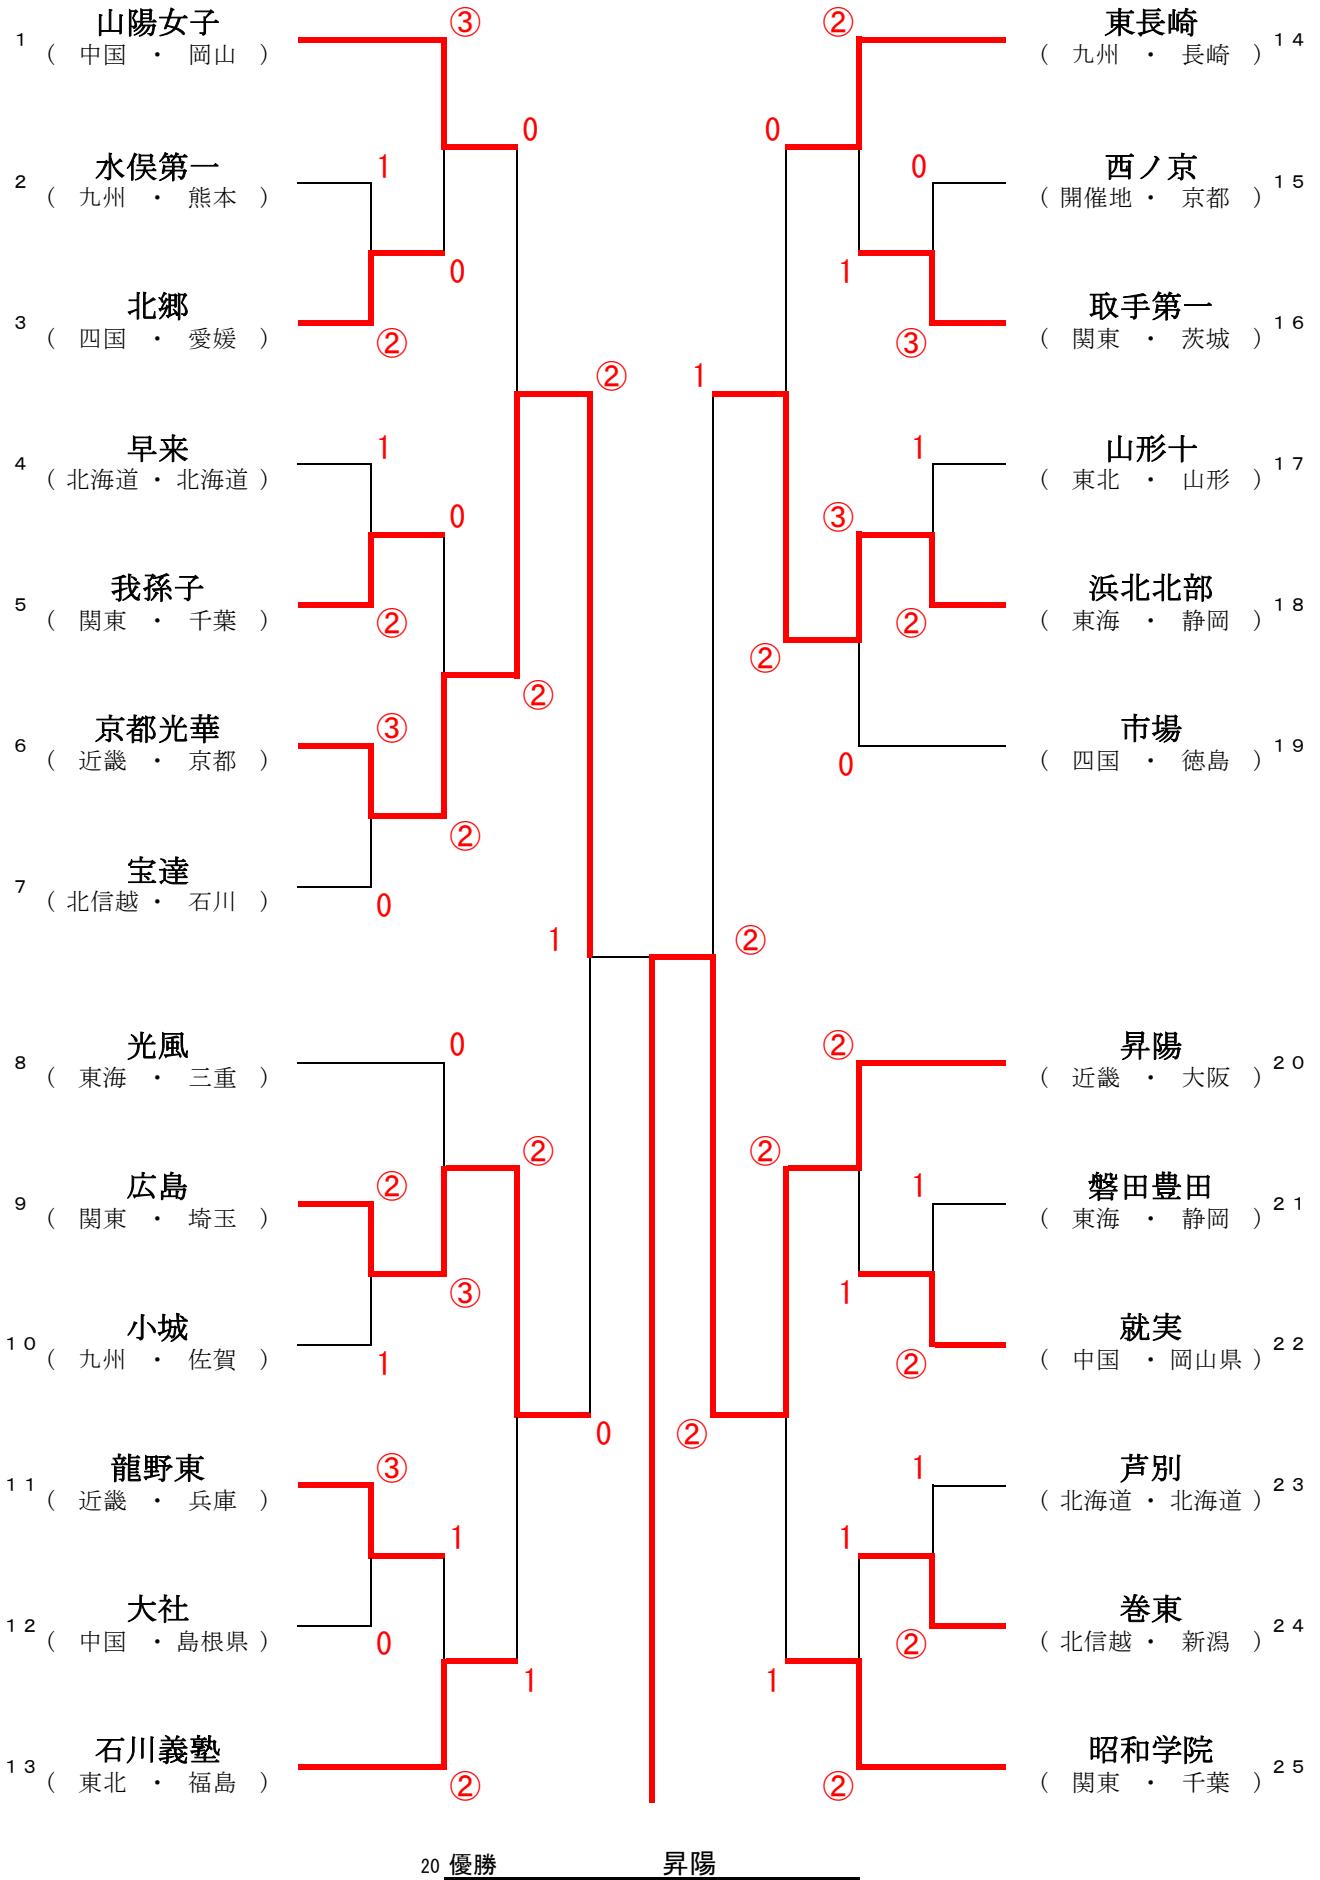 1 山陽女子
( 中国 ・ 岡山 )
③
0
2 水俣第一
( 九州 ・ 熊本 )
1
0
3 北郷
( 四国 ・ 愛媛 )
②
②
4 早来
( 北海道 ・ 北海道 )
1
0
5 我孫子
( 関東 ・ 千葉 )
②
②
6 京都光華
( 近畿 ・ 京都 )
③
②
7 宝達
( 北信越 ・ 石川 )
0
1
8 光風
( 東海 ・ 三重 )
0
②
9 広島
( 関東 ・ 埼玉 )
②
③
10 小城
( 九州 ・ 佐賀 )
1
0
11 龍野東
( 近畿 ・ 兵庫 )
③
1
12 大社
( 中国 ・ 島根県 )
0
1
13 石川義塾
( 東北 ・ 福島 )
②
② 東長崎 14
( 九州 ・ 長崎 )
0
0 西ノ京 15
( 開催地 ・ 京都 )
1
取手第一 16
( 関東 ・ 茨城 )
③
1
1 山形十 17
( 東北 ・ 山形 )
③
浜北北部 18
( 東海 ・ 静岡 )
②
②
市場 19
( 四国 ・ 徳島 )
0
②
② 昇陽 20
( 近畿 ・ 大阪 )
②
1 磐田豊田 21
( 東海 ・ 静岡 )
1
就実 22
( 中国 ・ 岡山県 )
②
②
1 芦別 23
( 北海道 ・ 北海道 )
1
巻東 24
( 北信越 ・ 新潟 )
②
1
昭和学院 25
( 関東 ・ 千葉 )
②
20 優勝 昇陽